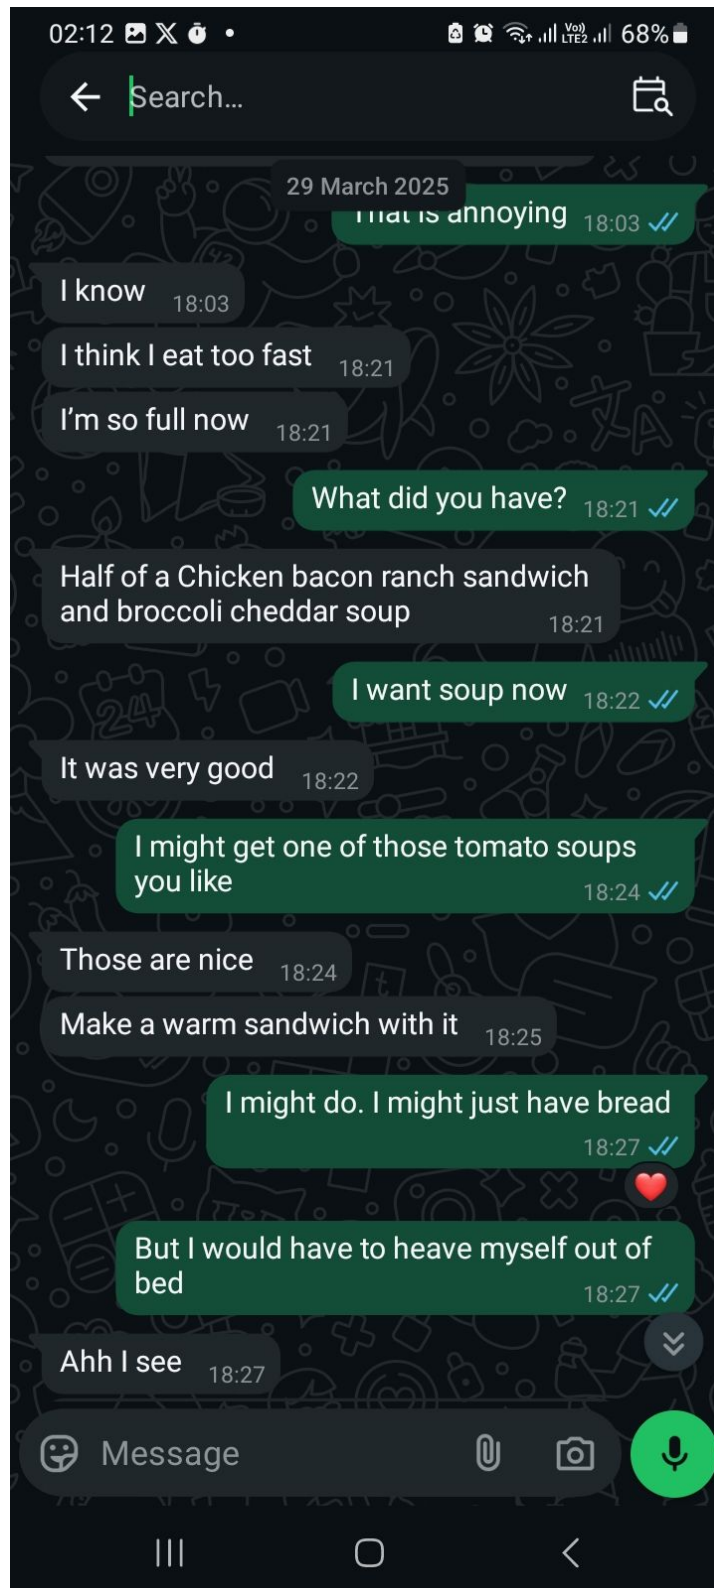 02:12
Vo))
LTE2
68%
Search…
29 March 2025
That is annoying 18:03
I know 18:03
I think I eat too fast 18:21
I’m so full now 18:21
What did you have? 18:21
Half of a Chicken bacon ranch sandwich
and broccoli cheddar soup 18:21
I want soup now 18:22
It was very good 18:22
I might get one of those tomato soups
you like 18:24
Those are nice 18:24
Make a warm sandwich with it 18:25
I might do. I might just have bread
18:27
But I would have to heave myself out of
bed 18:27
Ahh I see 18:27
Message